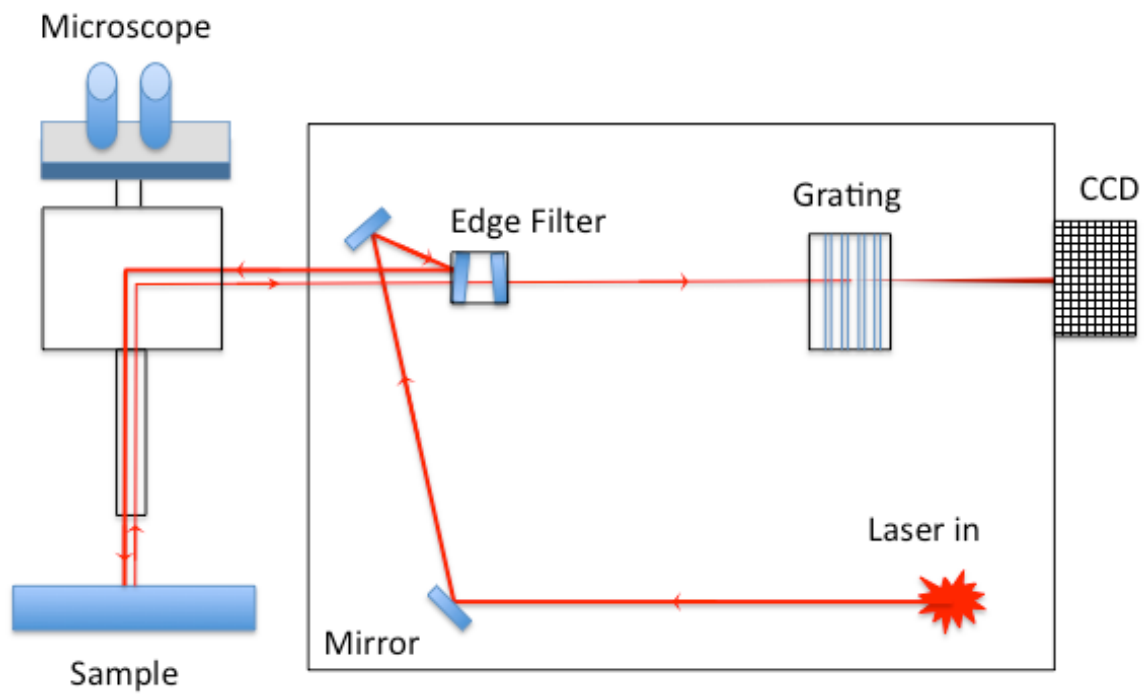 Microscope
CCD
Grating
Edge Filter
Laser in
Mirror
Sample